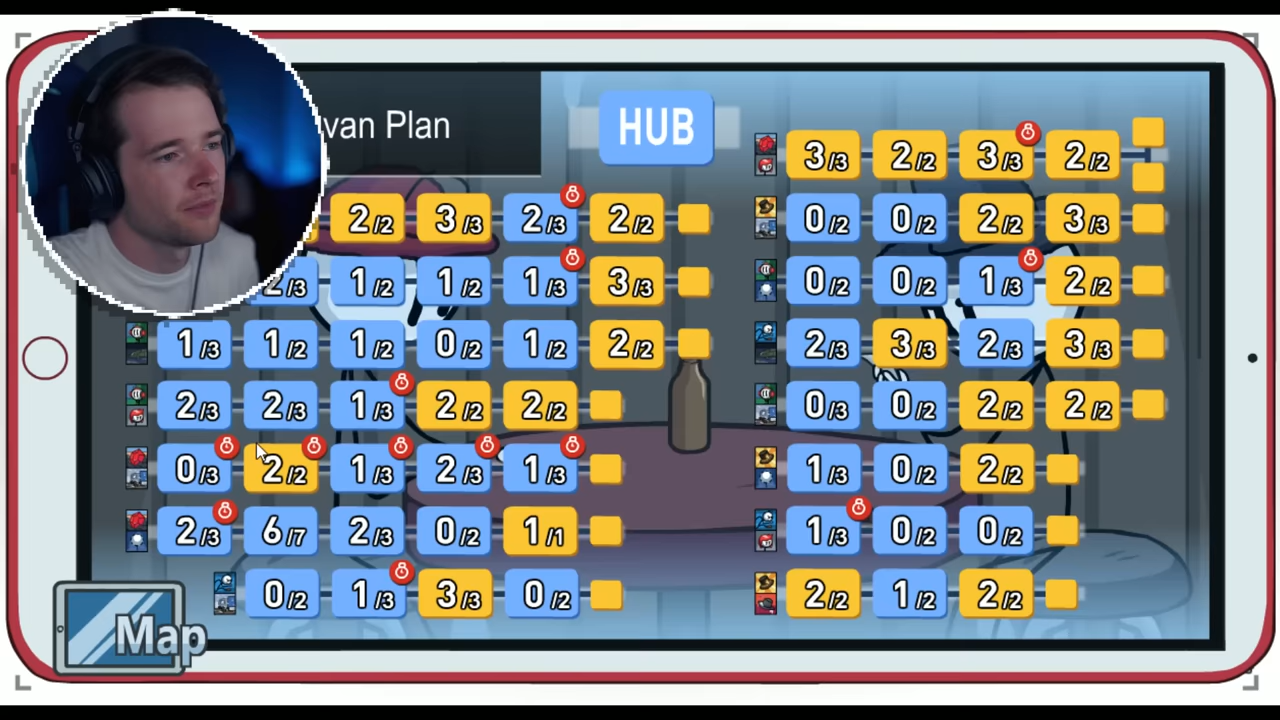 van Plan
HUB
3/3 2/2 3/3 2/2
2/2 3/3 2/3 2/2
0/2 0/2 2/2 3/3
2/3 1/2 1/2 1/3 3/3
0/2 0/2 1/3 2/2
1/3 1/2 1/2 0/2 1/2 2/2
2/3 3/3 2/3 3/3
2/3 2/3 1/3 2/2 2/2
0/3 0/2 2/2 2/2
0/3 2/2 1/3 2/3 1/3
1/3 0/2 2/2
2/3 6/7 2/3 0/2 1/1
1/3 0/2 0/2
0/2 1/3 3/3 0/2
2/2 1/2 2/2
Map